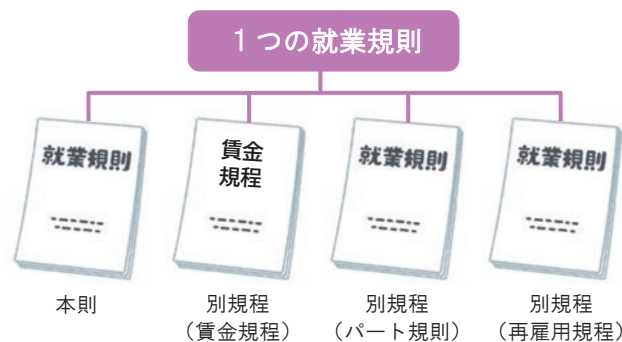 1つの就業規則
就業規則
賃金
規程
就業規則
就業規則
本則
別規程
（賃金規程）
別規程
（パート規則）
別規程
（再雇用規程）